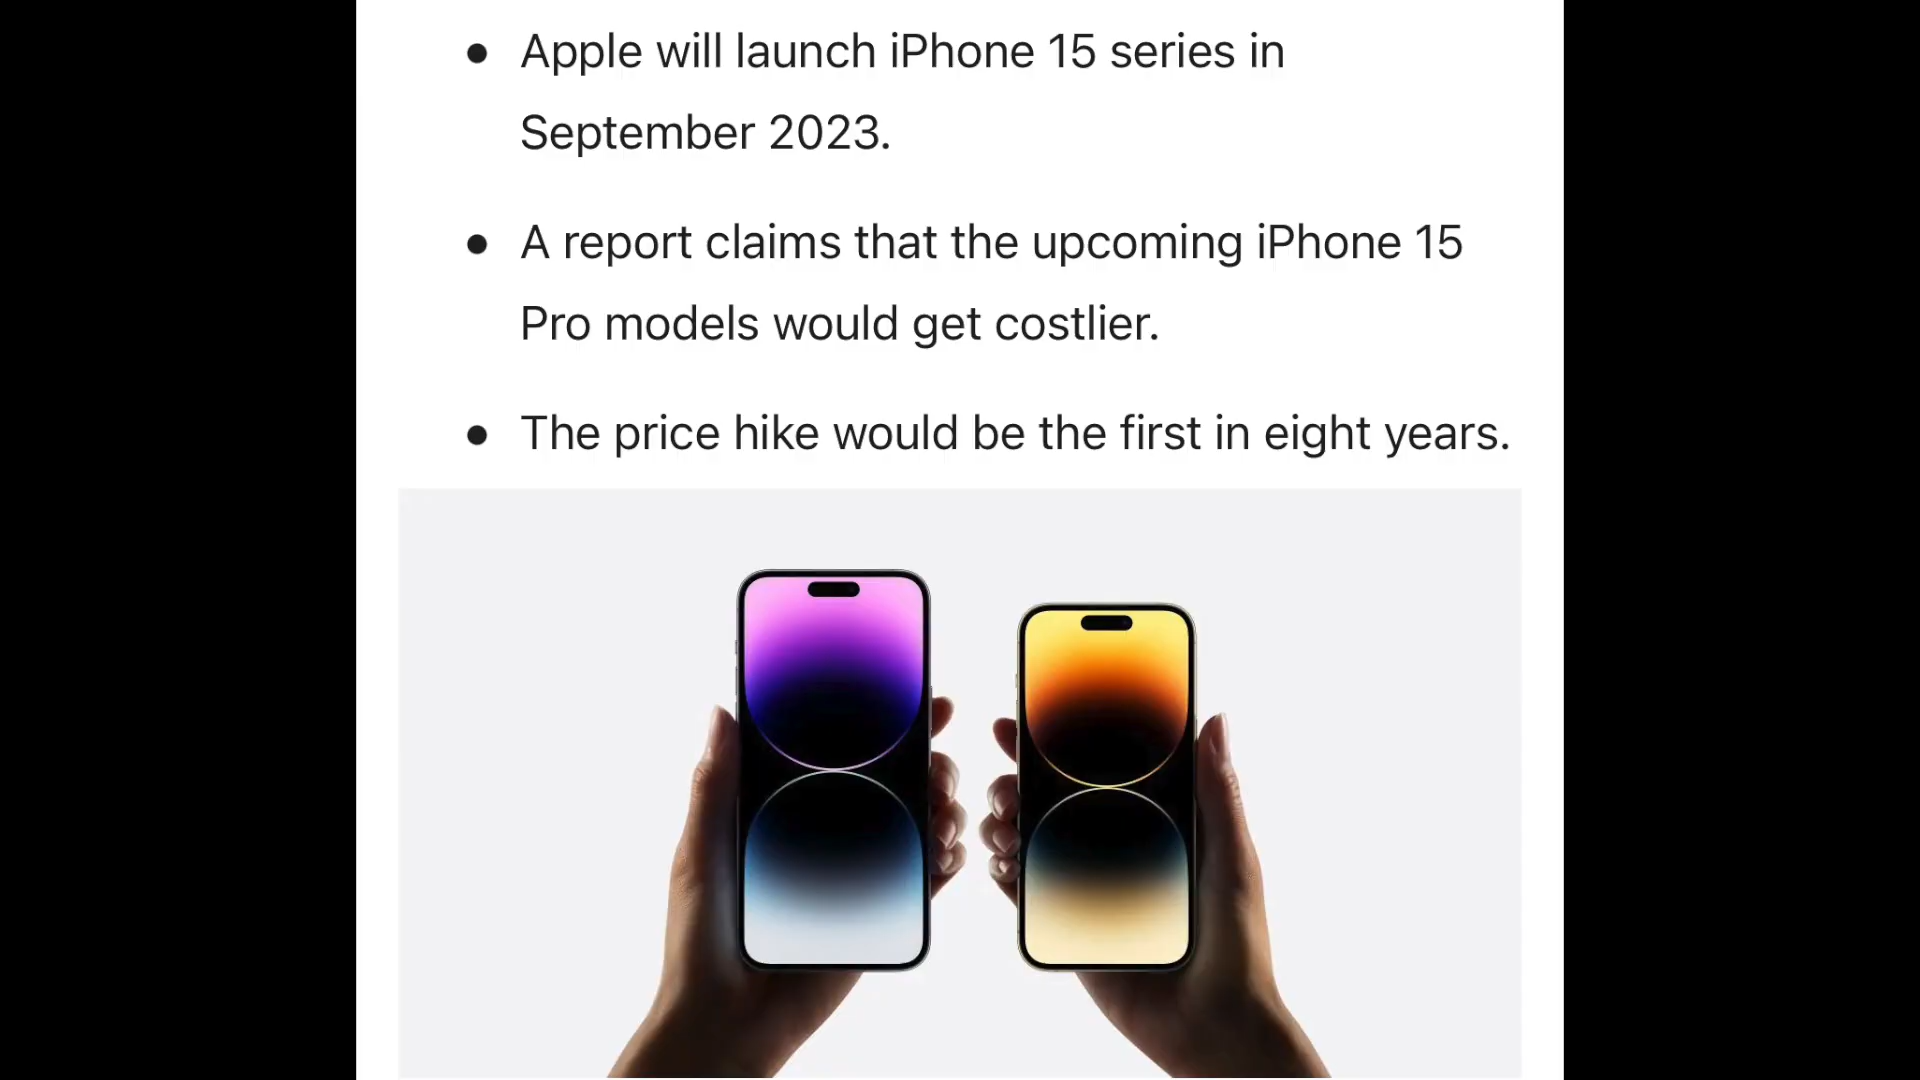 ● Apple will launch iPhone 15 series in
September 2023.
● A report claims that the upcoming iPhone 15
Pro models would get costlier.
● The price hike would be the first in eight years.